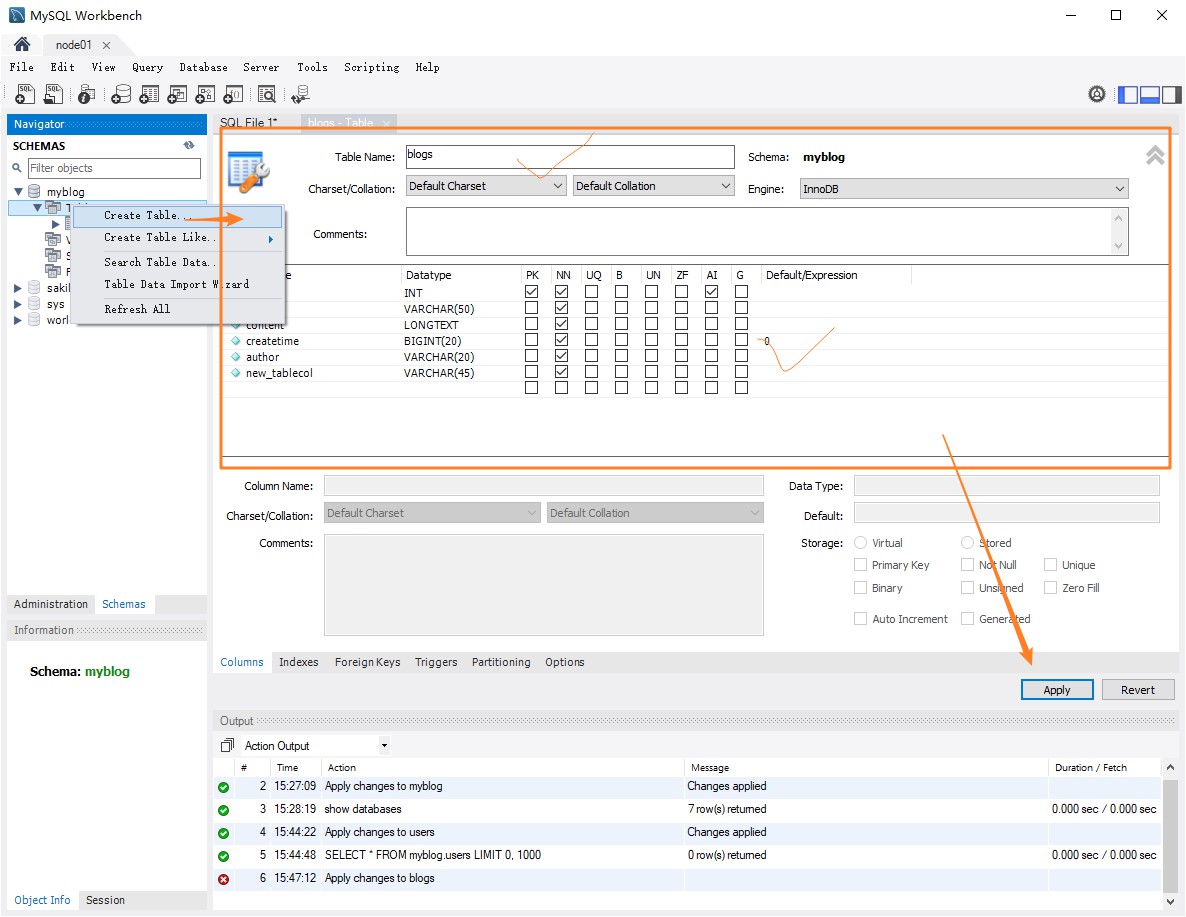 MySQL Workbench
node01
File Edit View Query Database Server Tools Scripting Help
Navigator
SCHEMAS
Filter objects
myblog
Create Table...
Create Table Like..
Search Table Data..
Table Data Import Wizard
Refresh All
sys
SQL File 1*
blogs - Table
Table Name: blogs
Schema: myblog
Charset/Collation: Default Charset Default Collation
Engine: InnoDB
Comments:
Datatype PK NN UQ B UN ZF AI G Default/Expression
INT
VARCHAR(50)
content LONGTEXT
createtime BIGINT(20) 0
author VARCHAR(20)
new_tablecol VARCHAR(45)
Column Name: Data Type:
Charset/Collation: Default Charset Default Collation Default:
Comments: Storage: Virtual Stored
Primary Key Not Null Unique
Binary Unsigned Zero Fill
Auto Increment Generated
Administration Schemas
Information
Schema: myblog
Columns Indexes Foreign Keys Triggers Partitioning Options
Apply Revert
Output
Action Output
# Time Action Message Duration / Fetch
2 15:27:09 Apply changes to myblog Changes applied
3 15:28:19 show databases 7 row(s) returned 0.000 sec / 0.000 sec
4 15:44:22 Apply changes to users Changes applied
5 15:44:48 SELECT * FROM myblog.users LIMIT 0, 1000 0 row(s) returned 0.000 sec / 0.000 sec
6 15:47:12 Apply changes to blogs
Object Info Session